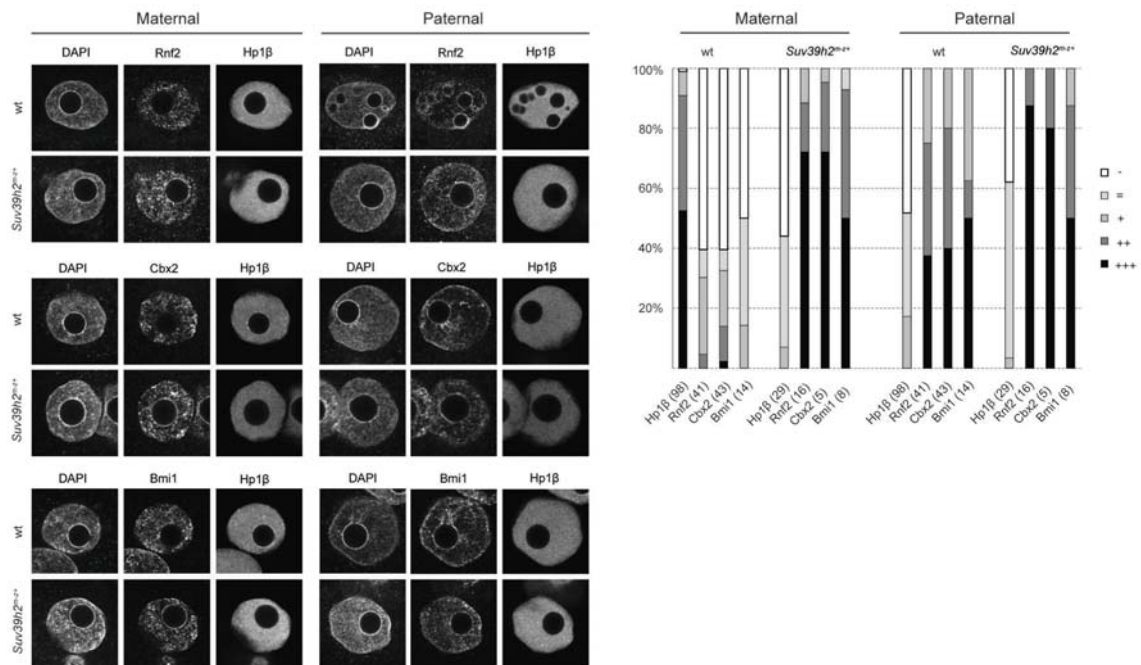 Maternal
Paternal
DAPI Rnf2 Hp1β DAPI Rnf2 Hp1β
wt
Suv39h2m-z+
DAPI Cbx2 Hp1β DAPI Cbx2 Hp1β
wt
Suv39h2m-z+
DAPI Bmi1 Hp1β DAPI Bmi1 Hp1β
wt
Suv39h2m-z+
Maternal
Paternal
wt Suv39h2m-z+ wt Suv39h2m-z+
100%
80%
60%
40%
20%
Hp1β (98)
Rnf2 (41)
Cbx2 (43)
Bmi1 (14)
Hp1β (29)
Rnf2 (16)
Cbx2 (5)
Bmi1 (8)
Hp1β (98)
Rnf2 (41)
Cbx2 (43)
Bmi1 (14)
Hp1β (29)
Rnf2 (16)
Cbx2 (5)
Bmi1 (8)
-
=
+
++
+++